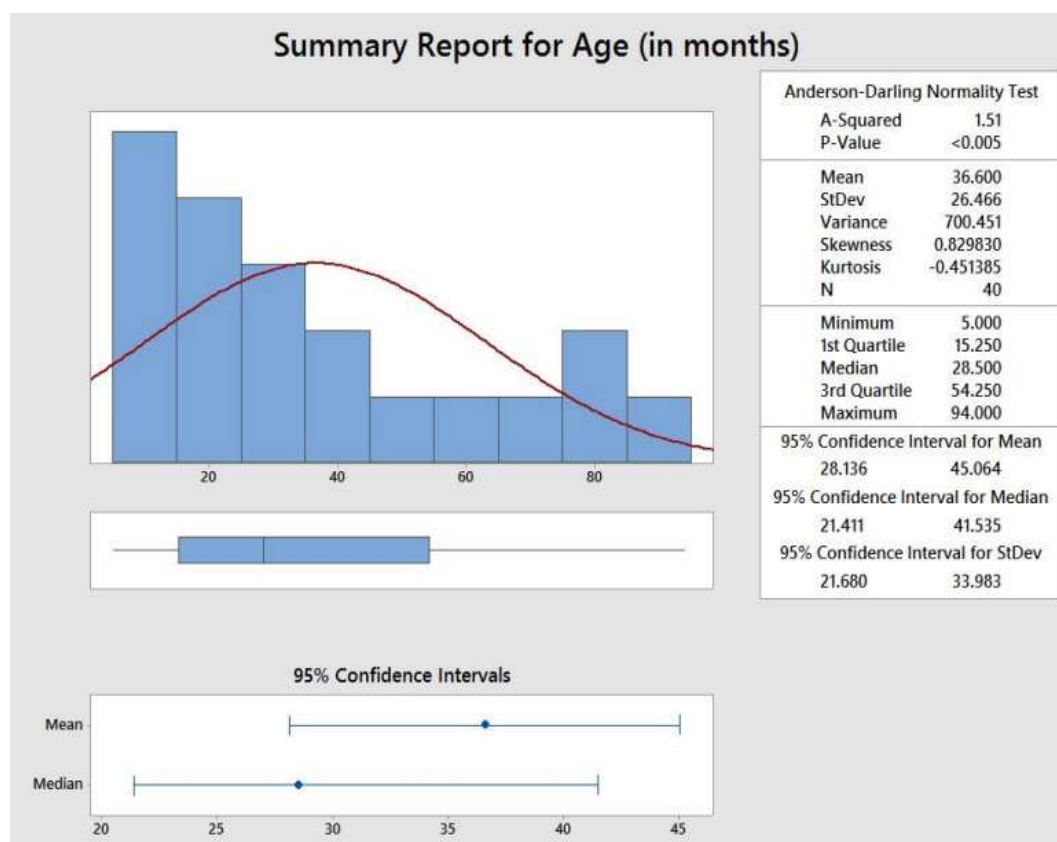 Summary Report for Age (in months)
Anderson-Darling Normality Test
A-Squared 1.51
P-Value <0.005
Mean 36.600
StDev 26.466
Variance 700.451
Skewness 0.829830
Kurtosis -0.451385
N 40
Minimum 5.000
1st Quartile 15.250
Median 28.500
3rd Quartile 54.250
Maximum 94.000
95% Confidence Interval for Mean
28.136 45.064
95% Confidence Interval for Median
21.411 41.535
95% Confidence Interval for StDev
21.680 33.983
20 40 60 80
95% Confidence Intervals
Mean
Median
20 25 30 35 40 45